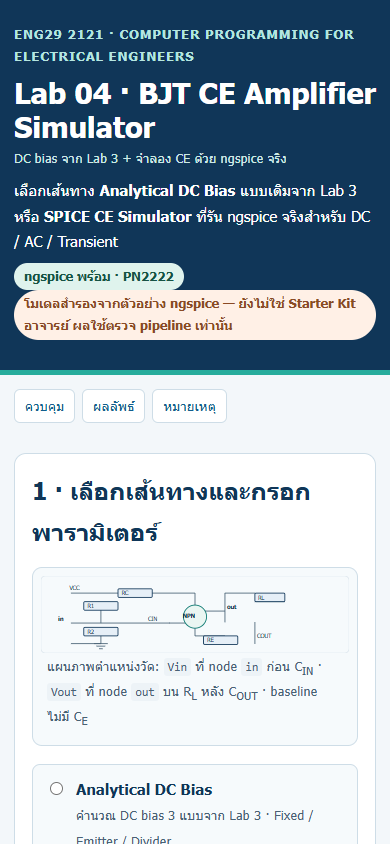 ENG29 2121 · COMPUTER PROGRAMMING FOR
ELECTRICAL ENGINEERS
Lab 04 · BJT CE Amplifier
Simulator
DC bias จาก Lab 3 + จำลอง CE ด้วย ngspice จริง
เลือกเส้นทาง Analytical DC Bias แบบเดิมจาก Lab 3
หรือ SPICE CE Simulator ที่รัน ngspice จริงสำหรับ DC
/ AC / Transient
ngspice พร้อม · PN2222
โมเดลสำรองจากตัวอย่าง ngspice — ยังไม่ใช่ Starter Kit
อาจารย์ ผลใช้ตรวจ pipeline เท่านั้น
ควบคุม ผลลัพธ์ หมายเหตุ
1 · เลือกเส้นทางและกรอก
พารามิเตอร์
VCC
RC
RL
R1
out
in
CIN
NPN
R2
RE
COUT
แผนภาพตำแหน่งวัด: Vin ที่ node in ก่อน CIN ·
Vout ที่ node out บน RL หลัง COUT · baseline
ไม่มี CE
Analytical DC Bias
คำนวณ DC bias 3 แบบจาก Lab 3 · Fixed /
Emitter / Divider